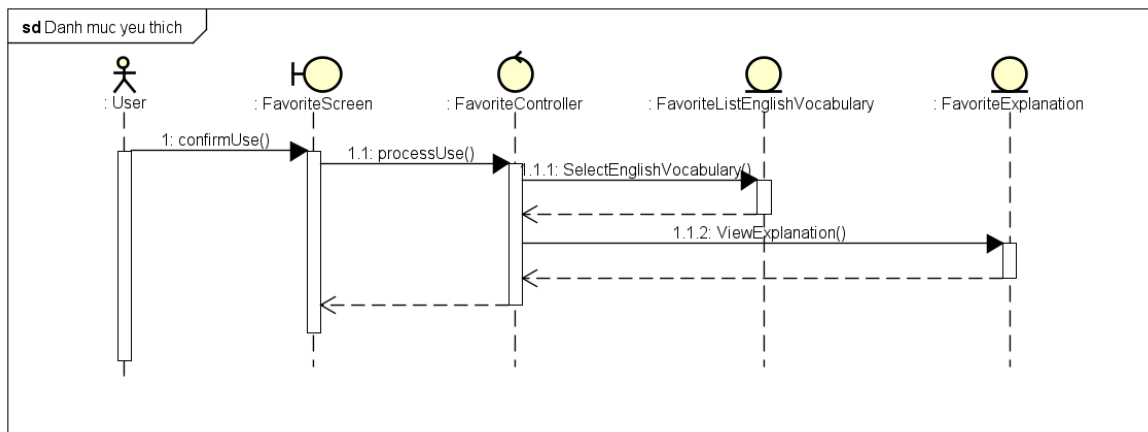 sd Danh muc yeu thich
: User
: FavoriteScreen
: FavoriteController
: FavoriteListEnglishVocabulary
: FavoriteExplanation
1: confirmUse()
1.1: processUse()
1.1.1: SelectEnglishVocabulary()
1.1.2: ViewExplanation()